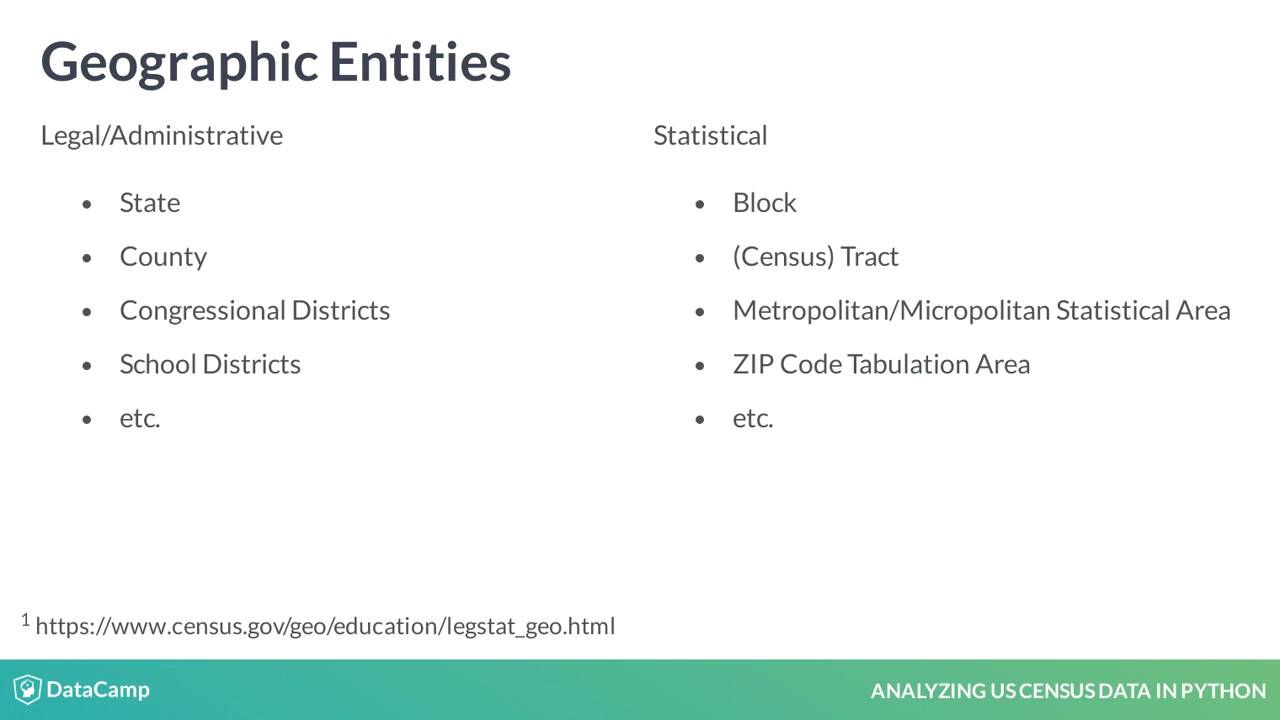 Geographic Entities
Legal/Administrative
• State
• County
• Congressional Districts
• School Districts
• etc.
Statistical
• Block
• (Census) Tract
• Metropolitan/Micropolitan Statistical Area
• ZIP Code Tabulation Area
• etc.
1 https://www.census.gov/geo/education/legstat_geo.html
DataCamp
ANALYZING US CENSUS DATA IN PYTHON